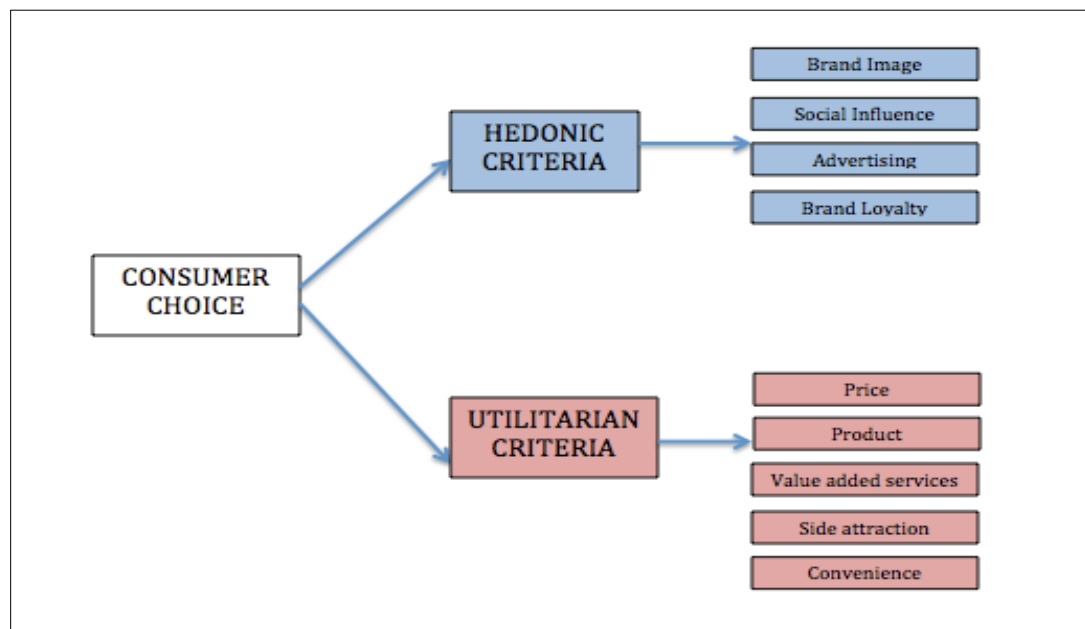 CONSUMER
CHOICE
HEDONIC
CRITERIA
Brand Image
Social Influence
Advertising
Brand Loyalty
UTILITARIAN
CRITERIA
Price
Product
Value added services
Side attraction
Convenience